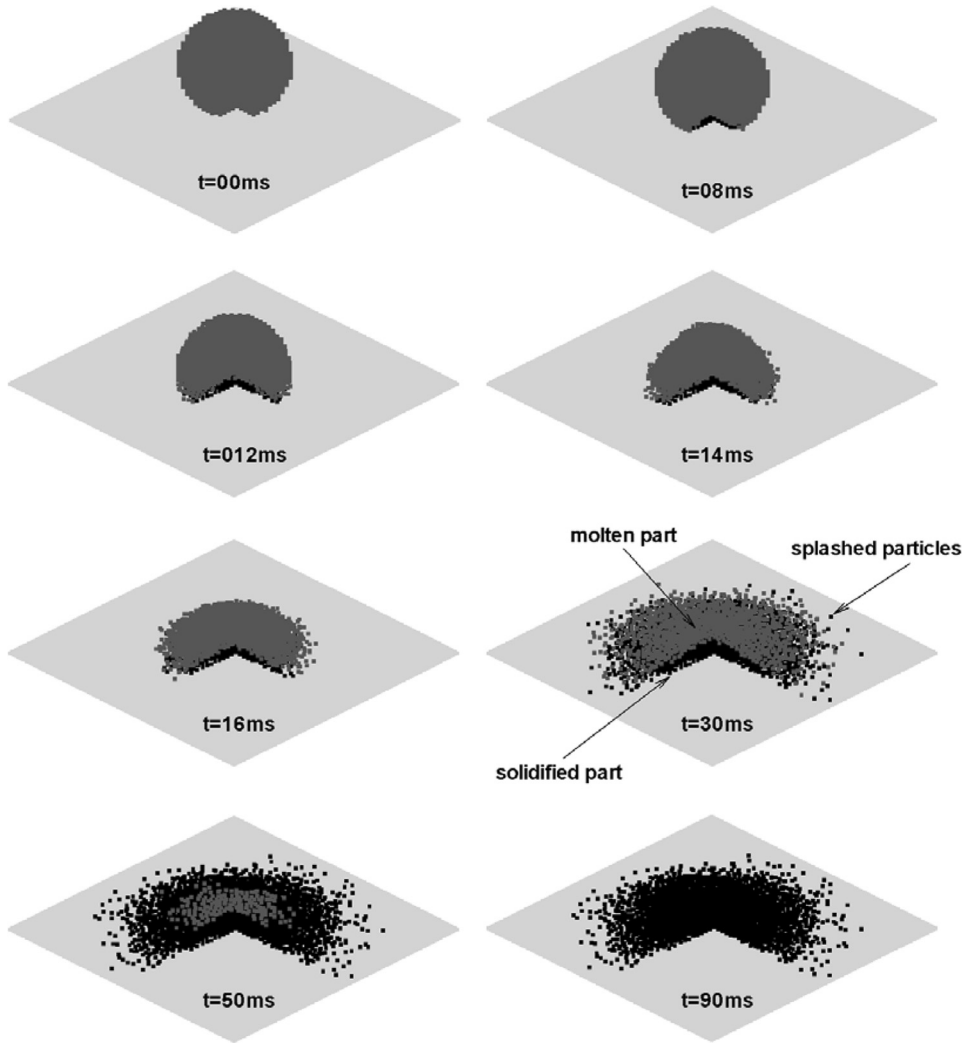 t=00ms
t=08ms
t=012ms
t=14ms
molten part
splashed particles
t=16ms
t=30ms
solidified part
t=50ms
t=90ms